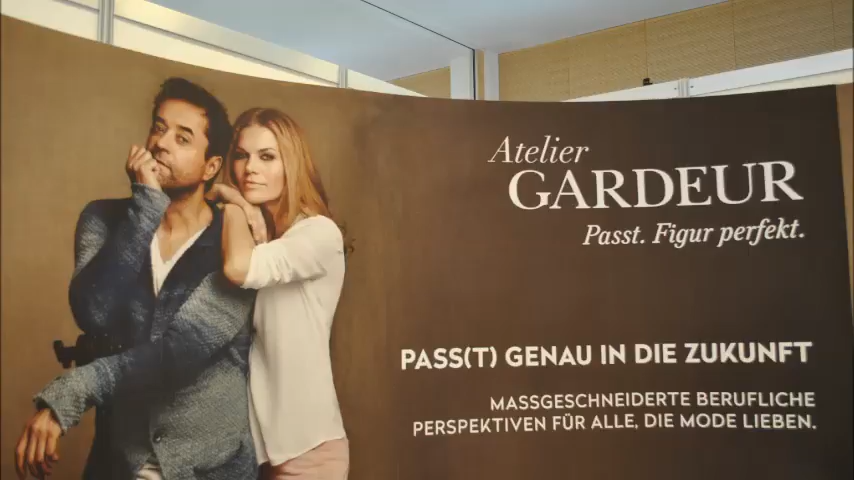 Atelier
GARDEUR
Passt. Figur perfekt.
PASS(T) GENAU IN DIE ZUKUNFT
MASSGESCHNEIDERTE BERUFLICHE
PERSPEKTIVEN FÜR ALLE, DIE MODE LIEBEN.